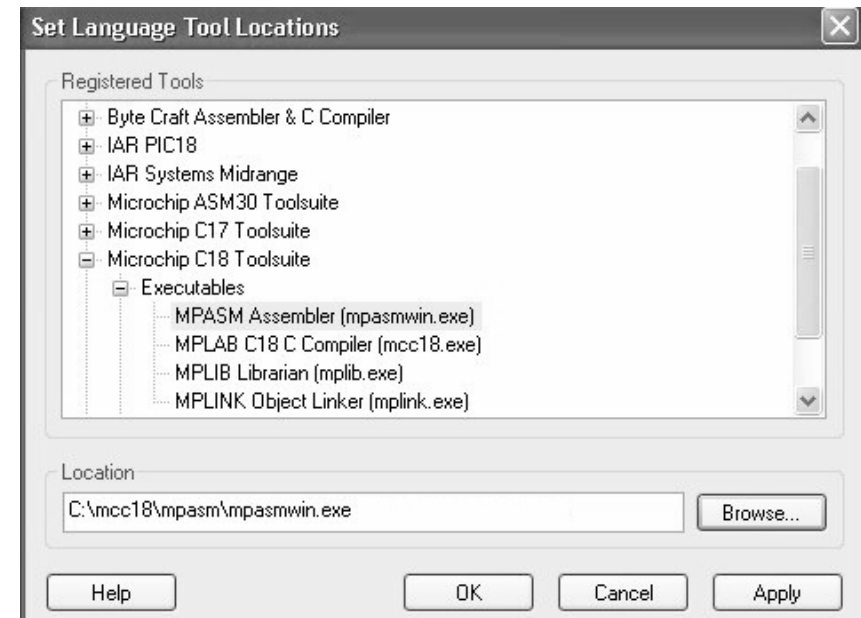 Set Language Tool Locations
Registered Tools
Byte Craft Assembler & C Compiler
IAR PIC18
IAR Systems Midrange
Microchip ASM30 Toolsuite
Microchip C17 Toolsuite
Microchip C18 Toolsuite
Executables
MPASM Assembler (mpasmwin.exe)
MPLAB C18 C Compiler (mcc18.exe)
MPLIB Librarian (mplib.exe)
MPLINK Object Linker (mplink.exe)
Location
C:\mcc18\mpasm\mpasmwin.exe
Browse...
Help OK Cancel Apply